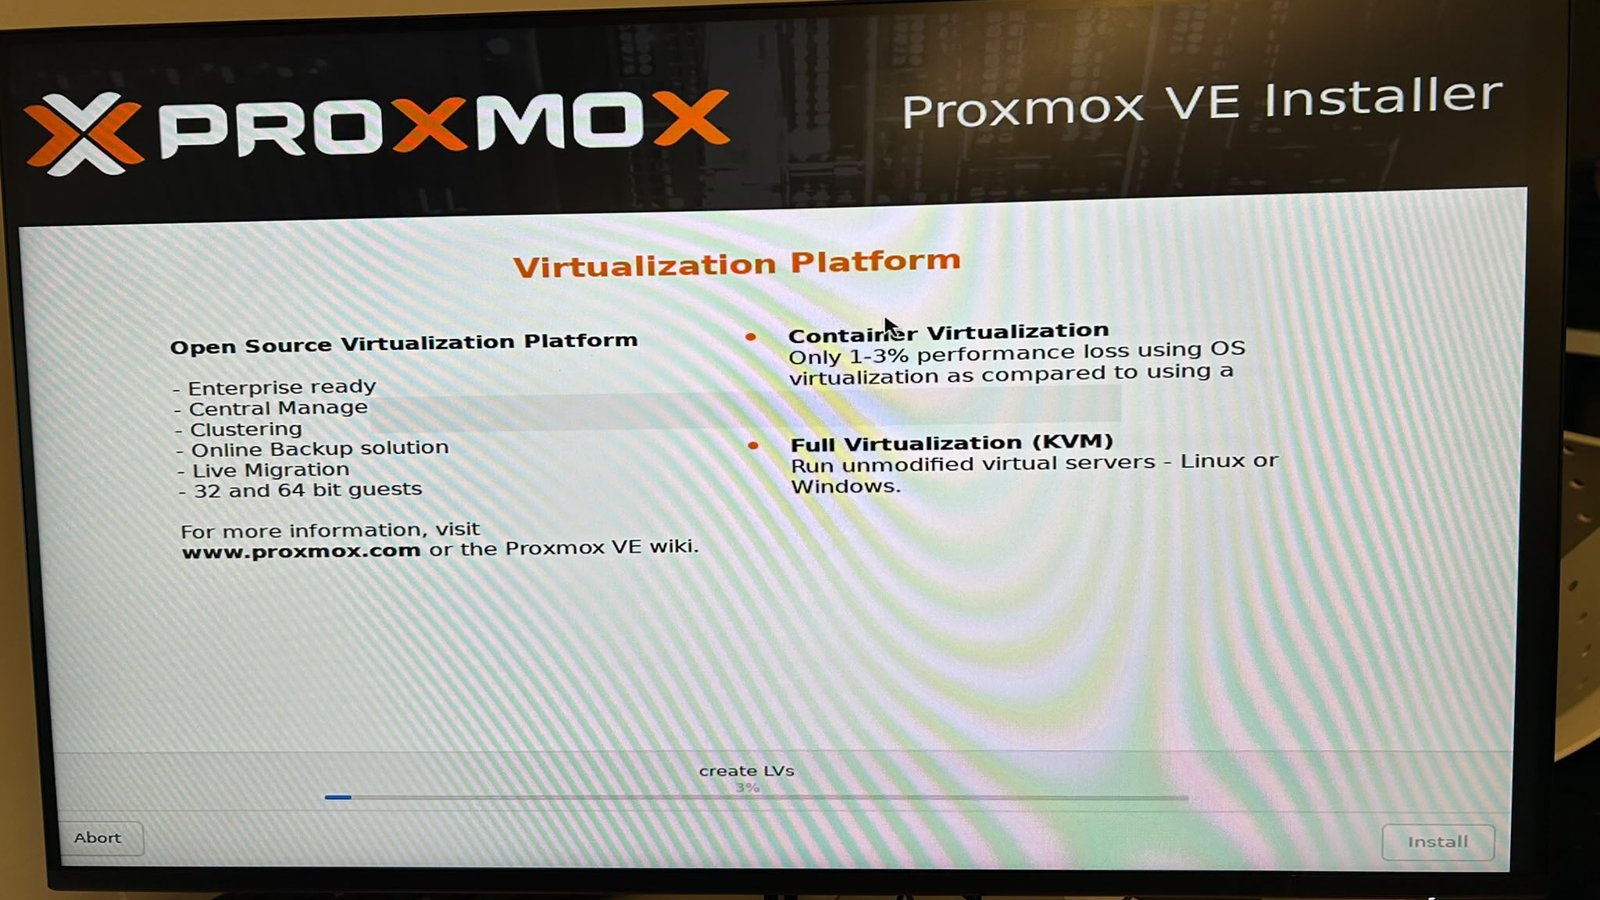 PROXMOX
Proxmox VE Installer
Virtualization Platform
Open Source Virtualization Platform
- Enterprise ready
- Central Manage
- Clustering
- Online Backup solution
- Live Migration
- 32 and 64 bit guests
For more information, visit
www.proxmox.com or the Proxmox VE wiki.
Container Virtualization
Only 1-3% performance loss using OS
virtualization as compared to using a
Full Virtualization (KVM)
Run unmodified virtual servers - Linux or
Windows.
create LVs
3%
Abort
Install